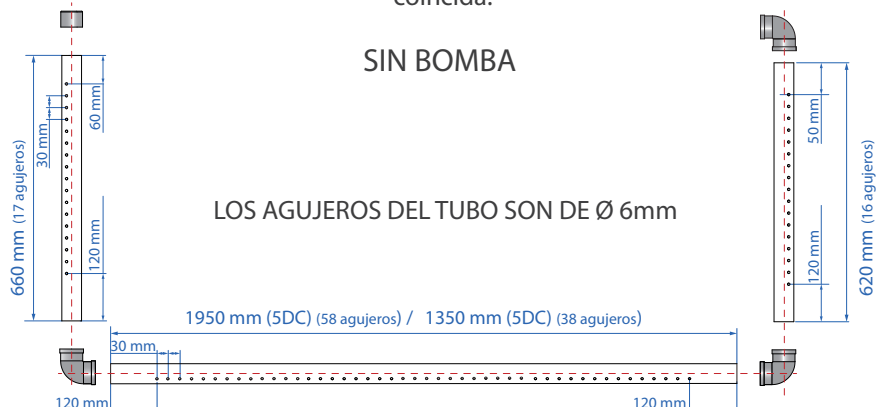 coincida.
SIN BOMBA
LOS AGUJEROS DEL TUBO SON DE Ø 6mm
660 mm (17 agujeros)
30 mm
60 mm
120 mm
50 mm
120 mm
620 mm (16 agujeros)
1950 mm (5DC) (58 agujeros) / 1350 mm (5DC) (38 agujeros)
30 mm
120 mm
120 mm